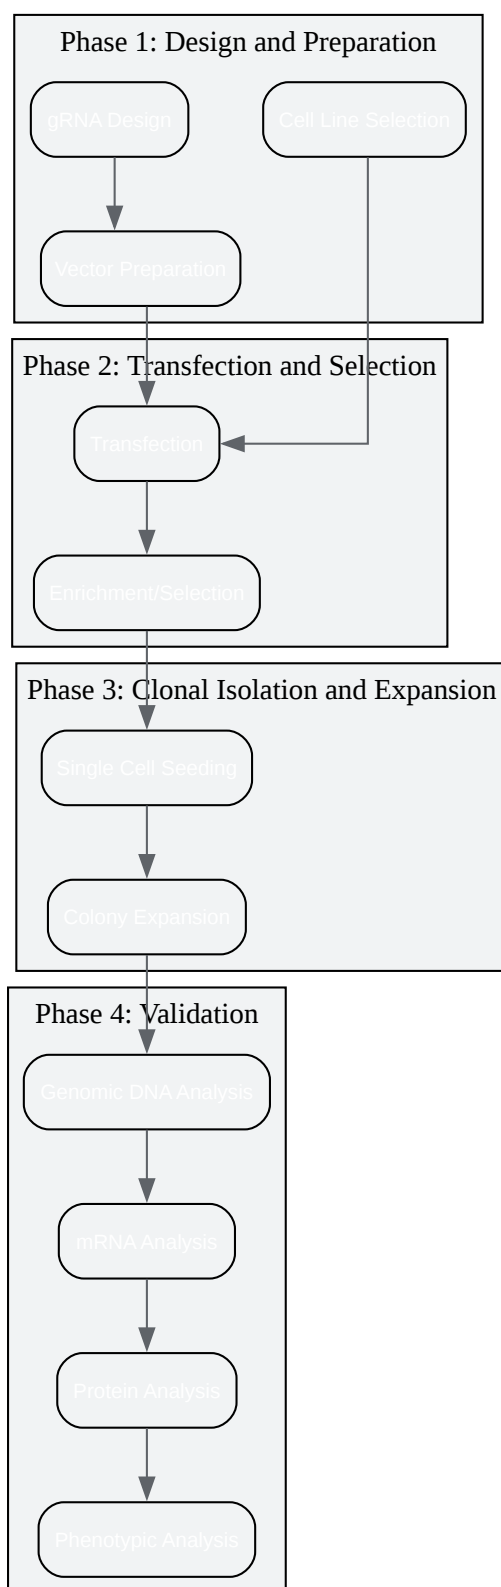 Phase 1: Design and Preparation
gRNA Design
Cell Line Selection
Vector Preparation
Phase 2: Transfection and Selection
Transfection
Enrichment/Selection
Phase 3: Clonal Isolation and Expansion
Single Cell Seeding
Colony Expansion
Phase 4: Validation
Genomic DNA Analysis
mRNA Analysis
Protein Analysis
Phenotypic Analysis